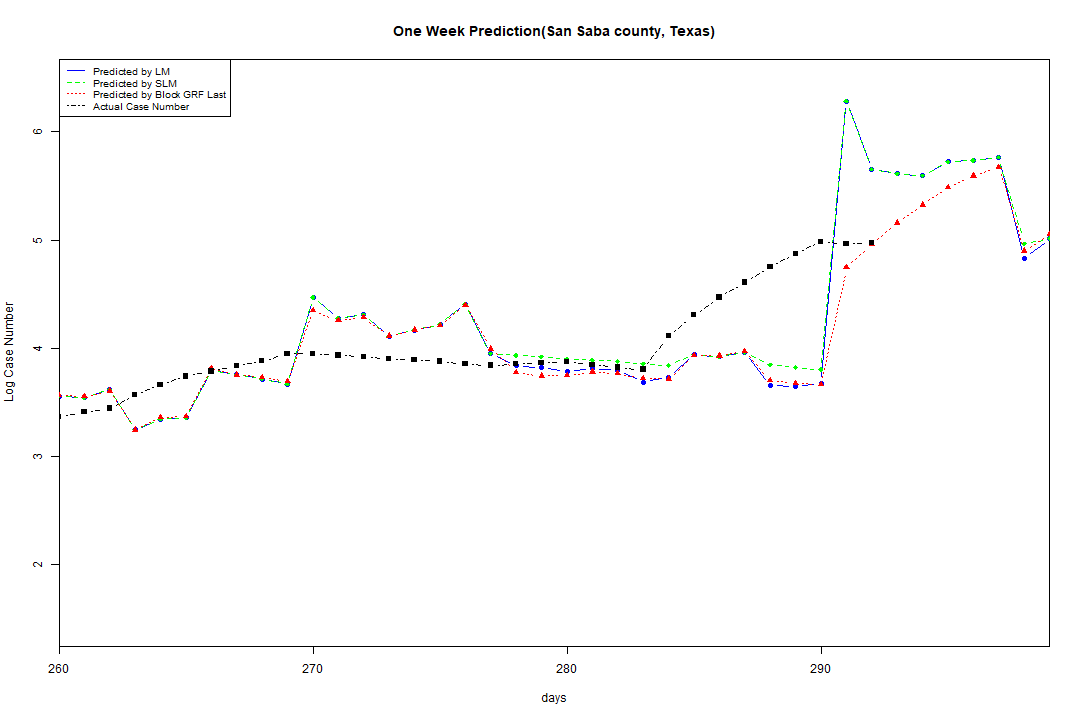 One Week Prediction(San Saba county, Texas)
Predicted by LM
Predicted by SLM
Predicted by Block GRF Last
Actual Case Number
6
5
4
3
2
Log Case Number
260 270 280 290
days